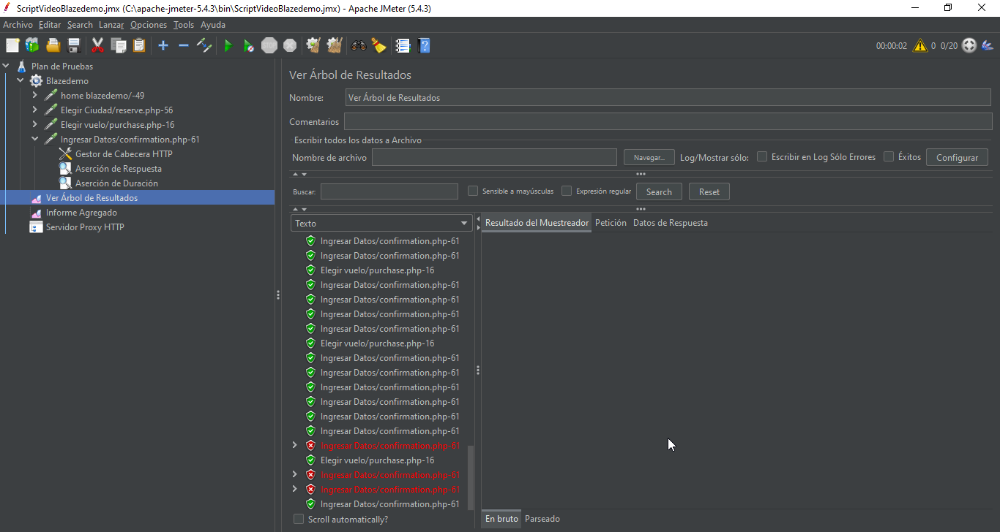 ScriptVideoBlazedemo.jmx (C:\apache-jmeter-5.4.3\bin\ScriptVideoBlazedemo.jmx) - Apache JMeter (5.4.3)
Archivo Editar Search Lanzar Opciones Tools Ayuda
STOP 00:00:02 0 0/20
Plan de Pruebas
Blazedemo
home blazedemo/-49
Elegir Ciudad/reserve.php-56
Elegir vuelo/purchase.php-16
Ingresar Datos/confirmation.php-61
Gestor de Cabecera HTTP
Aserción de Respuesta
Aserción de Duración
Ver Árbol de Resultados
Informe Agregado
Servidor Proxy HTTP
Ver Árbol de Resultados
Nombre: Ver Árbol de Resultados
Comentarios
Escribir todos los datos a Archivo
Nombre de archivo Navegar... Log/Mostrar sólo: Escribir en Log Sólo Errores Éxitos Configurar
Buscar: Sensible a mayúsculas Expresión regular Search Reset
Texto
Resultado del Muestreador Petición Datos de Respuesta
Ingresar Datos/confirmation.php-61
Ingresar Datos/confirmation.php-61
Elegir vuelo/purchase.php-16
Ingresar Datos/confirmation.php-61
Ingresar Datos/confirmation.php-61
Ingresar Datos/confirmation.php-61
Ingresar Datos/confirmation.php-61
Elegir vuelo/purchase.php-16
Ingresar Datos/confirmation.php-61
Ingresar Datos/confirmation.php-61
Ingresar Datos/confirmation.php-61
Ingresar Datos/confirmation.php-61
Ingresar Datos/confirmation.php-61
Ingresar Datos/confirmation.php-61
Ingresar Datos/confirmation.php-61
Elegir vuelo/purchase.php-16
Ingresar Datos/confirmation.php-61
Ingresar Datos/confirmation.php-61
Ingresar Datos/confirmation.php-61
Scroll automatically?
En bruto Parseado